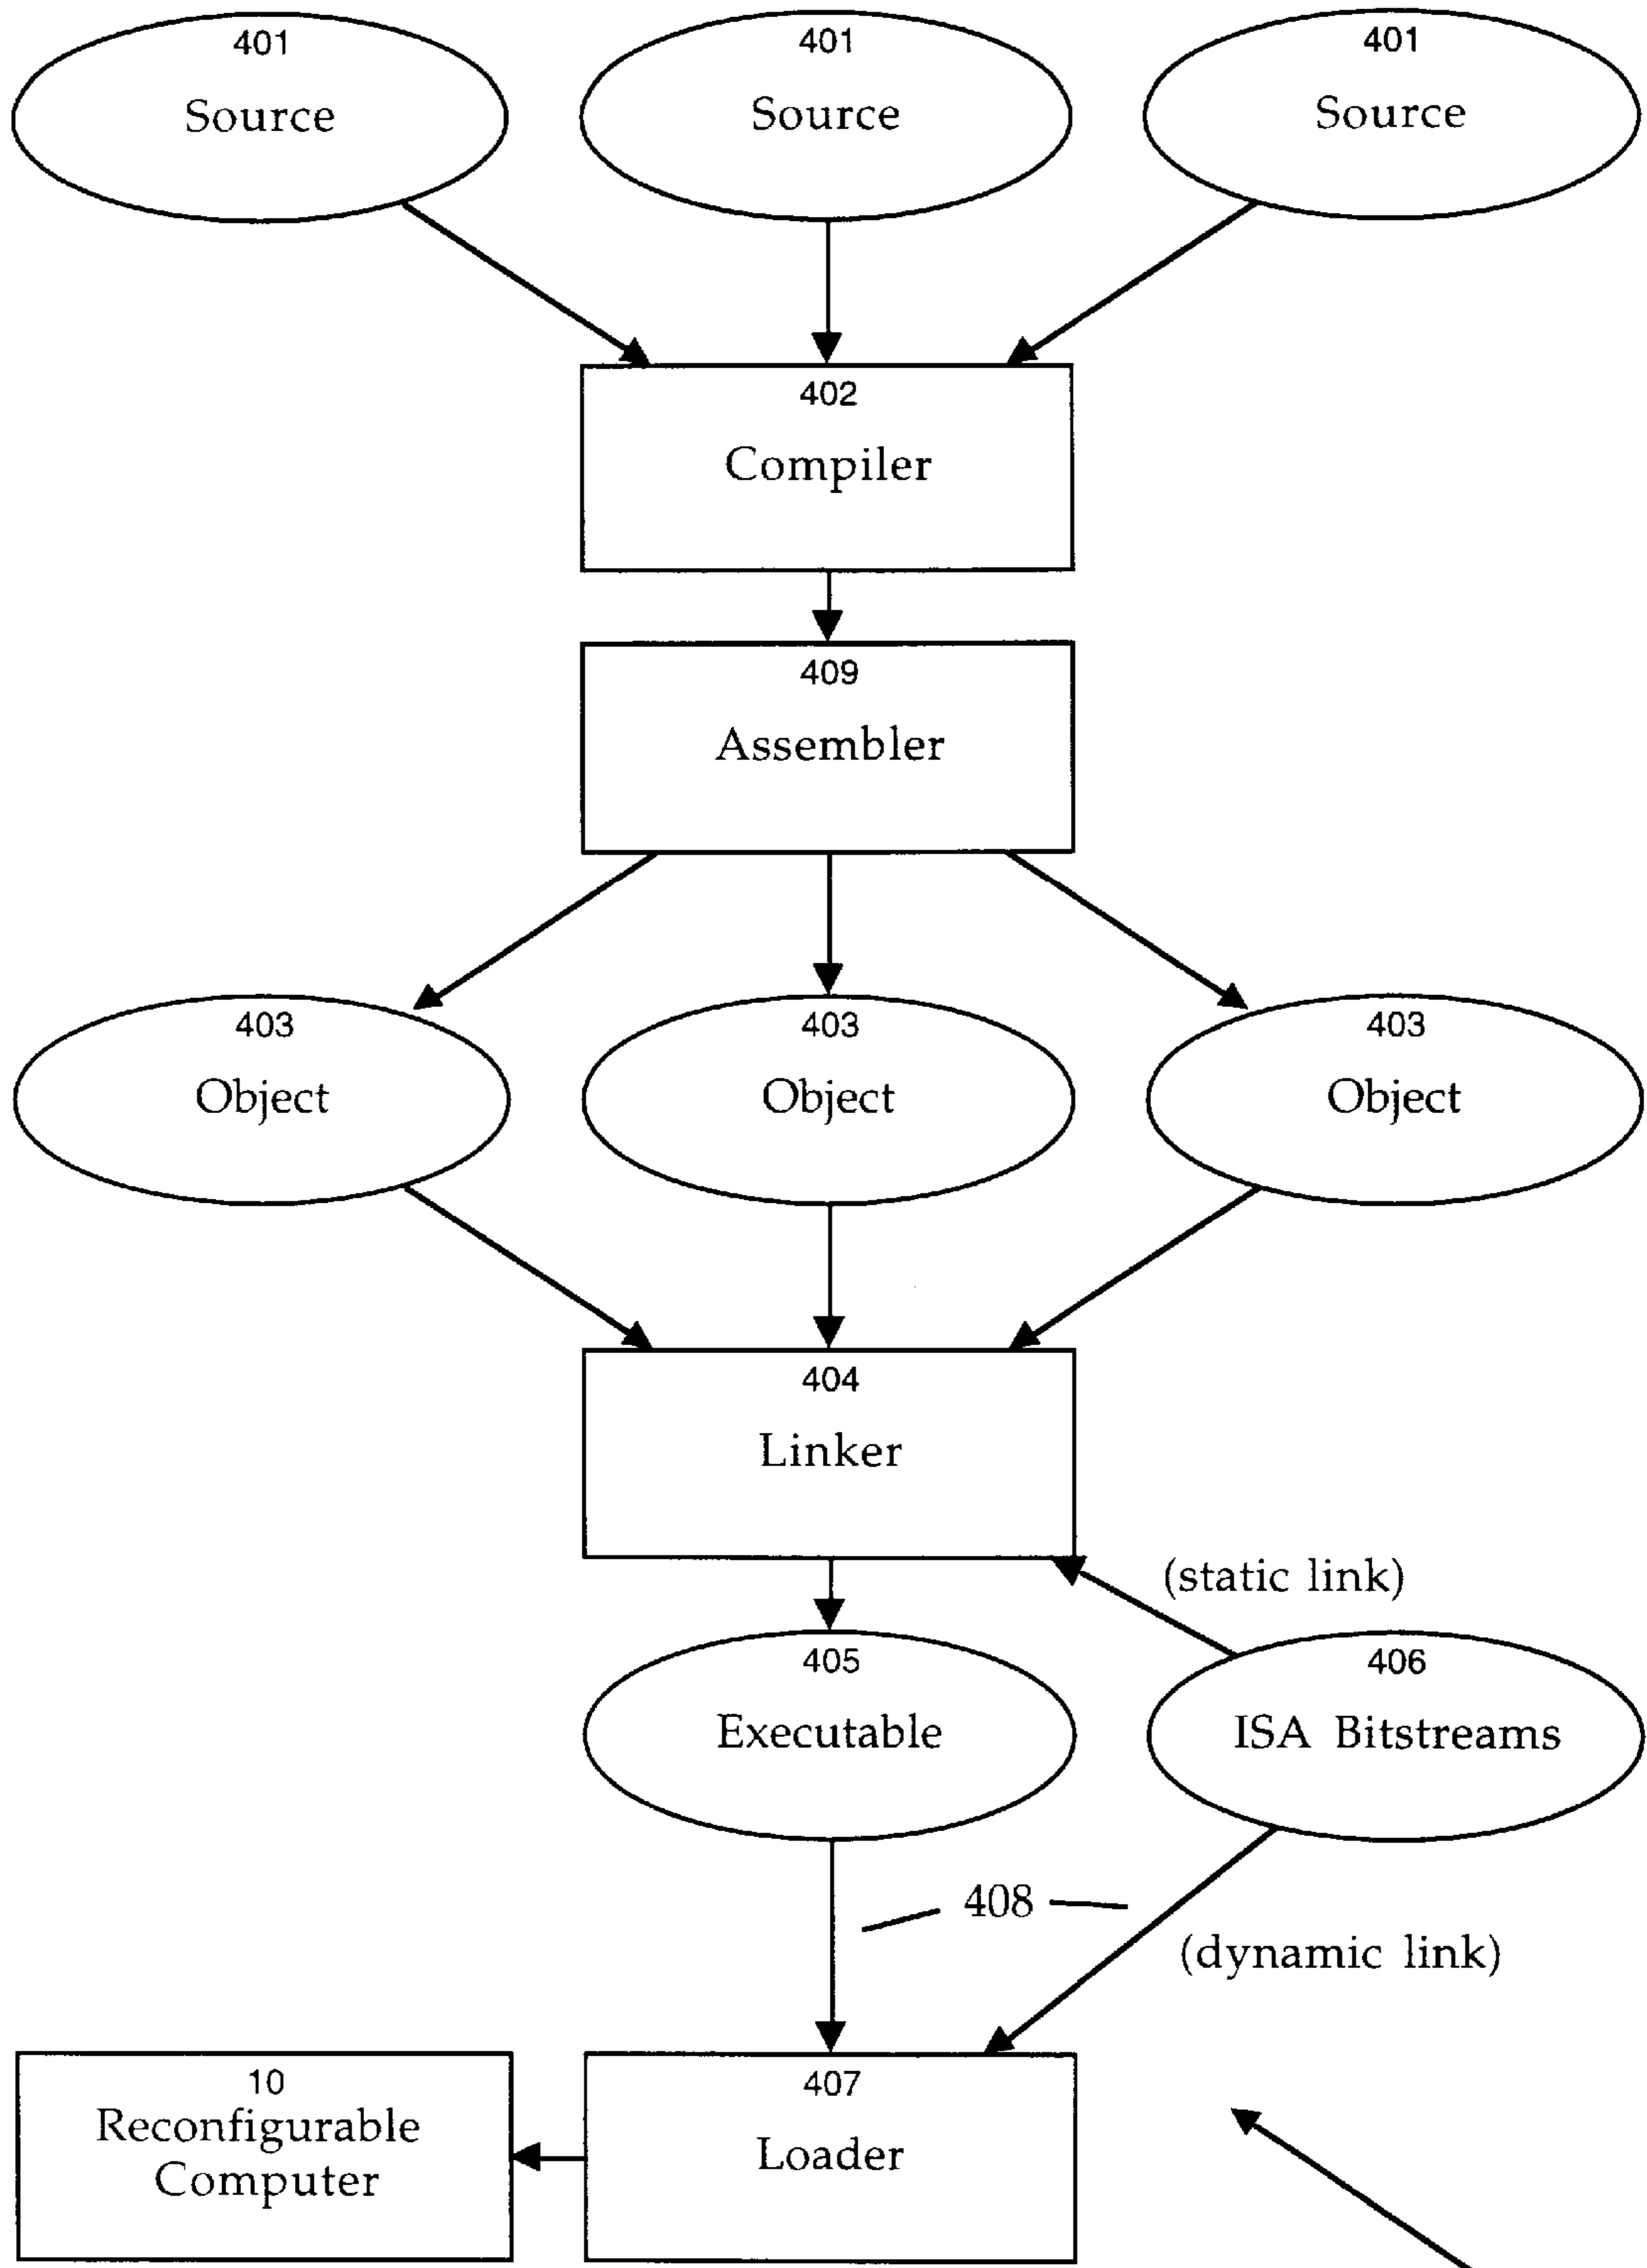 401
Source
401
Source
401
Source
402
Compiler
409
Assembler
403
Object
403
Object
403
Object
404
Linker
(static link)
405
Executable
406
ISA Bitstreams
408
(dynamic link)
10
Reconfigurable
Computer
407
Loader